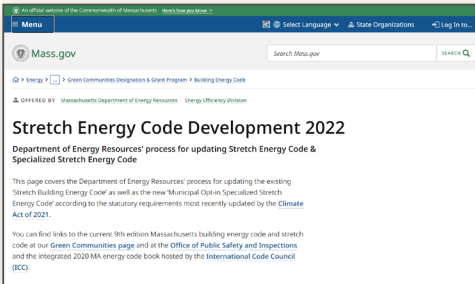 An official website of the Commonwealth of Massachusetts Here's how you know
Menu
Select Language
State Organizations
Log In to...
Mass.gov
Search Mass.gov
SEARCH
Energy > ... > Green Communities Designation & Grant Program > Building Energy Code
OFFERED BY Massachusetts Department of Energy Resources Energy Efficiency Division
Stretch Energy Code Development 2022
Department of Energy Resources' process for updating Stretch Energy Code &
Specialized Stretch Energy Code
This page covers the Department of Energy Resources' process for updating the existing
'Stretch Building Energy Code' as well as the new 'Municipal Opt-in Specialized Stretch
Energy Code' according to the statutory requirements most recently updated by the Climate
Act of 2021.
You can find links to the current 9th edition Massachusetts building energy code and stretch
code at our Green Communities page and at the Office of Public Safety and Inspections
and the integrated 2020 MA energy code book hosted by the International Code Council
(ICC).